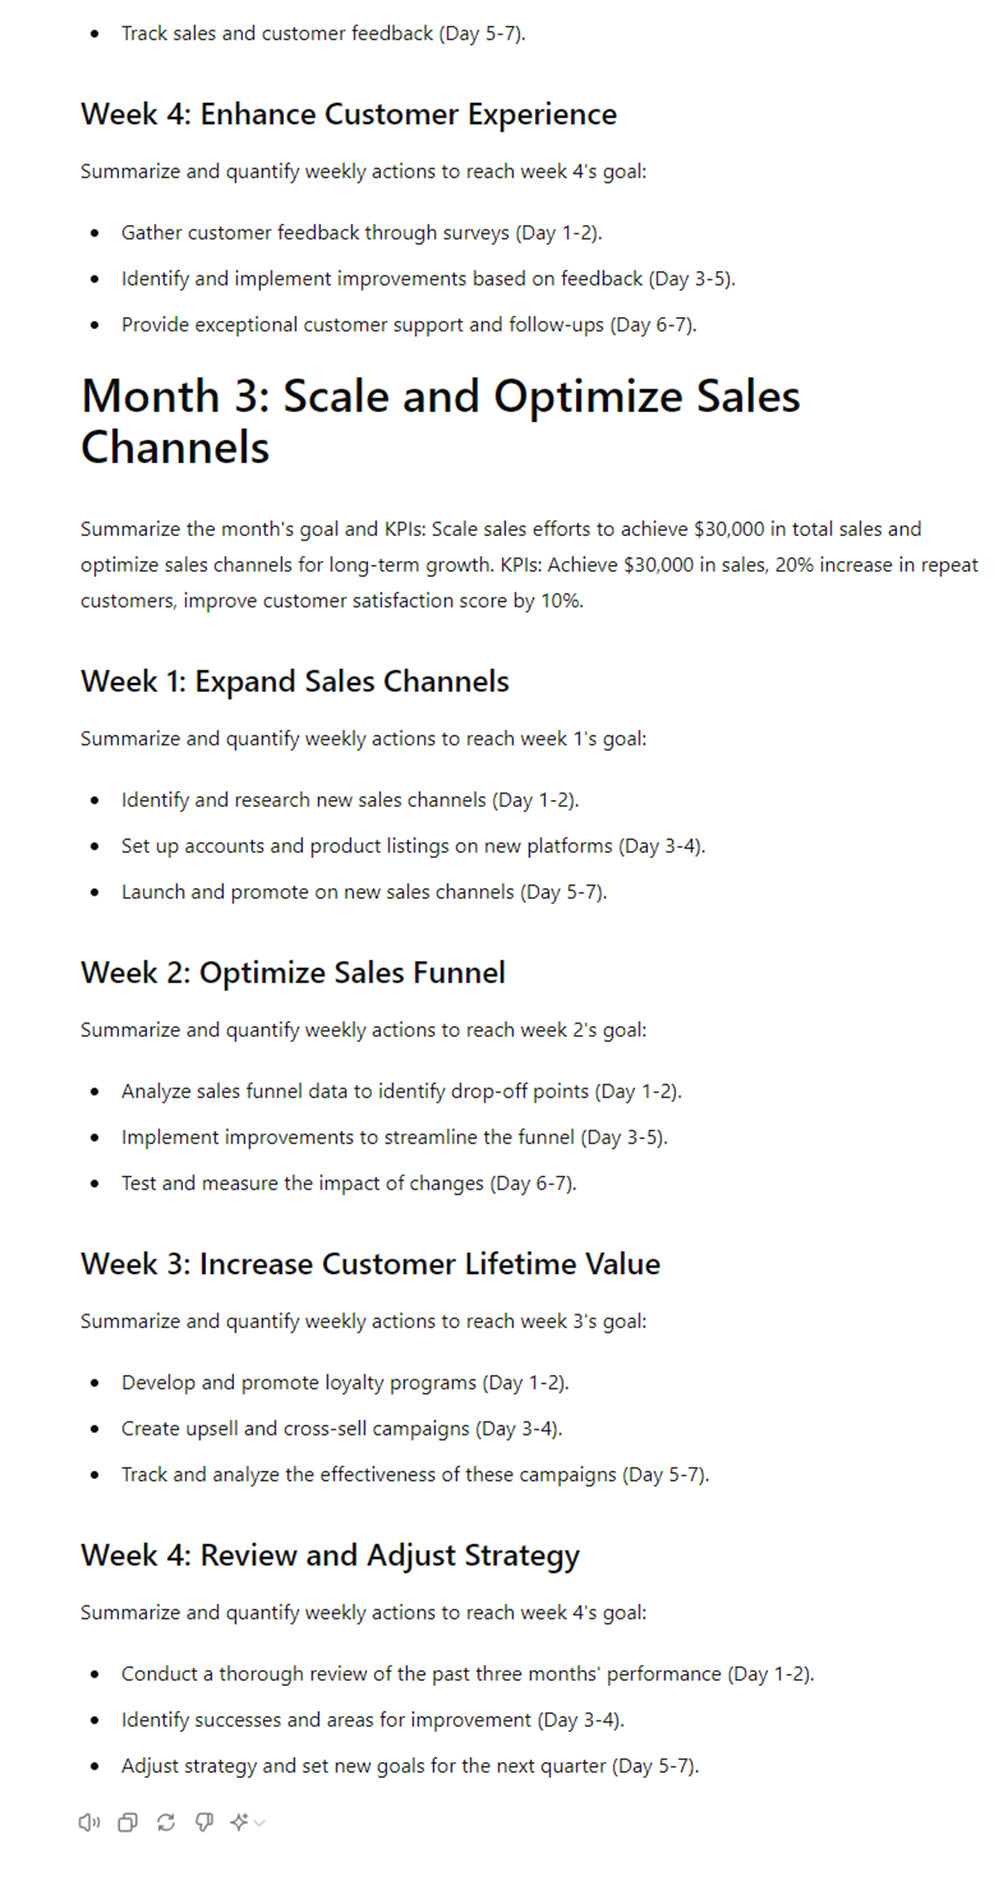 Track sales and customer feedback (Day 5-7).
Week 4: Enhance Customer Experience
Summarize and quantify weekly actions to reach week 4's goal:
Gather customer feedback through surveys (Day 1-2).
Identify and implement improvements based on feedback (Day 3-5).
Provide exceptional customer support and follow-ups (Day 6-7).
Month 3: Scale and Optimize Sales
Channels
Summarize the month's goal and KPIs: Scale sales efforts to achieve $30,000 in total sales and
optimize sales channels for long-term growth. KPIs: Achieve $30,000 in sales, 20% increase in repeat
customers, improve customer satisfaction score by 10%.
Week 1: Expand Sales Channels
Summarize and quantify weekly actions to reach week 1's goal:
Identify and research new sales channels (Day 1-2).
Set up accounts and product listings on new platforms (Day 3-4).
Launch and promote on new sales channels (Day 5-7).
Week 2: Optimize Sales Funnel
Summarize and quantify weekly actions to reach week 2's goal:
Analyze sales funnel data to identify drop-off points (Day 1-2).
Implement improvements to streamline the funnel (Day 3-5).
Test and measure the impact of changes (Day 6-7).
Week 3: Increase Customer Lifetime Value
Summarize and quantify weekly actions to reach week 3's goal:
Develop and promote loyalty programs (Day 1-2).
Create upsell and cross-sell campaigns (Day 3-4).
Track and analyze the effectiveness of these campaigns (Day 5-7).
Week 4: Review and Adjust Strategy
Summarize and quantify weekly actions to reach week 4's goal:
Conduct a thorough review of the past three months' performance (Day 1-2).
Identify successes and areas for improvement (Day 3-4).
Adjust strategy and set new goals for the next quarter (Day 5-7).